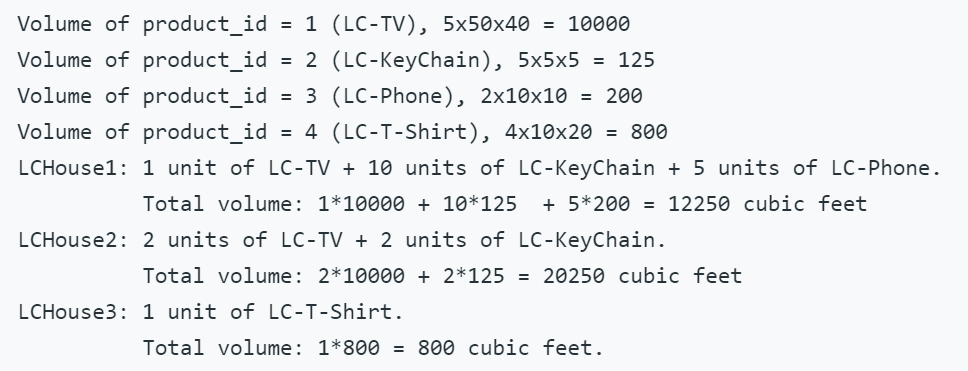 Volume of product_id = 1 (LC-TV), 5x50x40 = 10000
Volume of product_id = 2 (LC-KeyChain), 5x5x5 = 125
Volume of product_id = 3 (LC-Phone), 2x10x10 = 200
Volume of product_id = 4 (LC-T-Shirt), 4x10x20 = 800
LCHouse1: 1 unit of LC-TV + 10 units of LC-KeyChain + 5 units of LC-Phone.
Total volume: 1*10000 + 10*125  + 5*200 = 12250 cubic feet
LCHouse2: 2 units of LC-TV + 2 units of LC-KeyChain.
Total volume: 2*10000 + 2*125 = 20250 cubic feet
LCHouse3: 1 unit of LC-T-Shirt.
Total volume: 1*800 = 800 cubic feet.